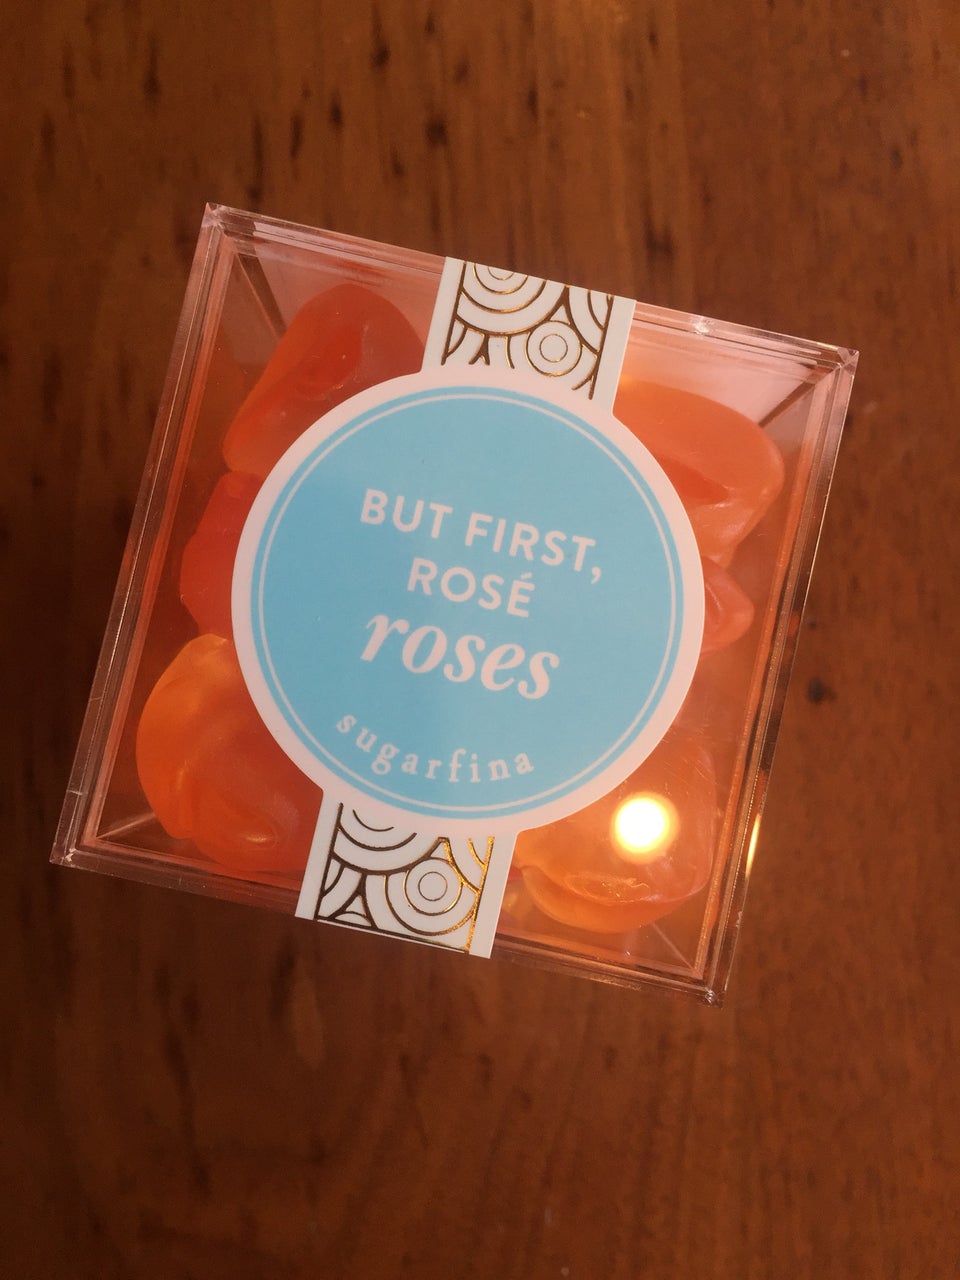 BUT FIRST,
ROSÉ
roses
sugarfina